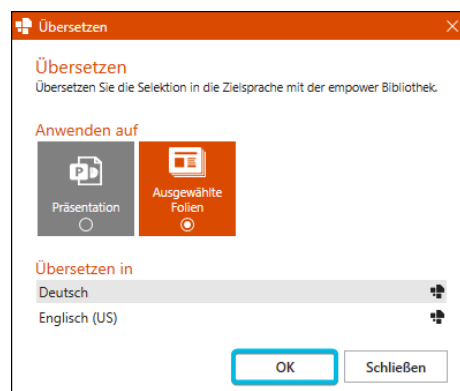 Übersetzen
Übersetzen
Übersetzen Sie die Selektion in die Zielsprache mit der empower Bibliothek.
Anwenden auf
Präsentation
Ausgewählte
Folien
Übersetzen in
Deutsch
Englisch (US)
OK
Schließen